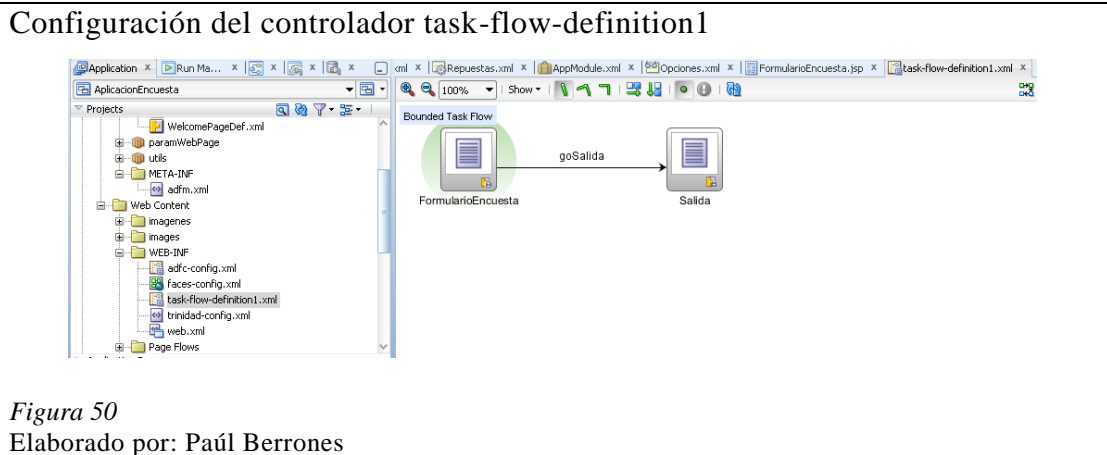 Configuración del controlador task-flow-definition1
Application Run Ma... xml Repuestas.xml AppModule.xml Opciones.xml FormularioEncuesta.jsp task-flow-definition1.xml
AplicacionEncuesta 100% Show
Projects
Bounded Task Flow
WelcomePageDef.xml
paramWebPage
utils
META-INF
adfm.xml
Web Content
imagenes
images
WEB-INF
adfc-config.xml
faces-config.xml
task-flow-definition1.xml
trinidad-config.xml
web.xml
Page Flows
goSalida
FormularioEncuesta Salida
Figura 50
Elaborado por: Paúl Berrones